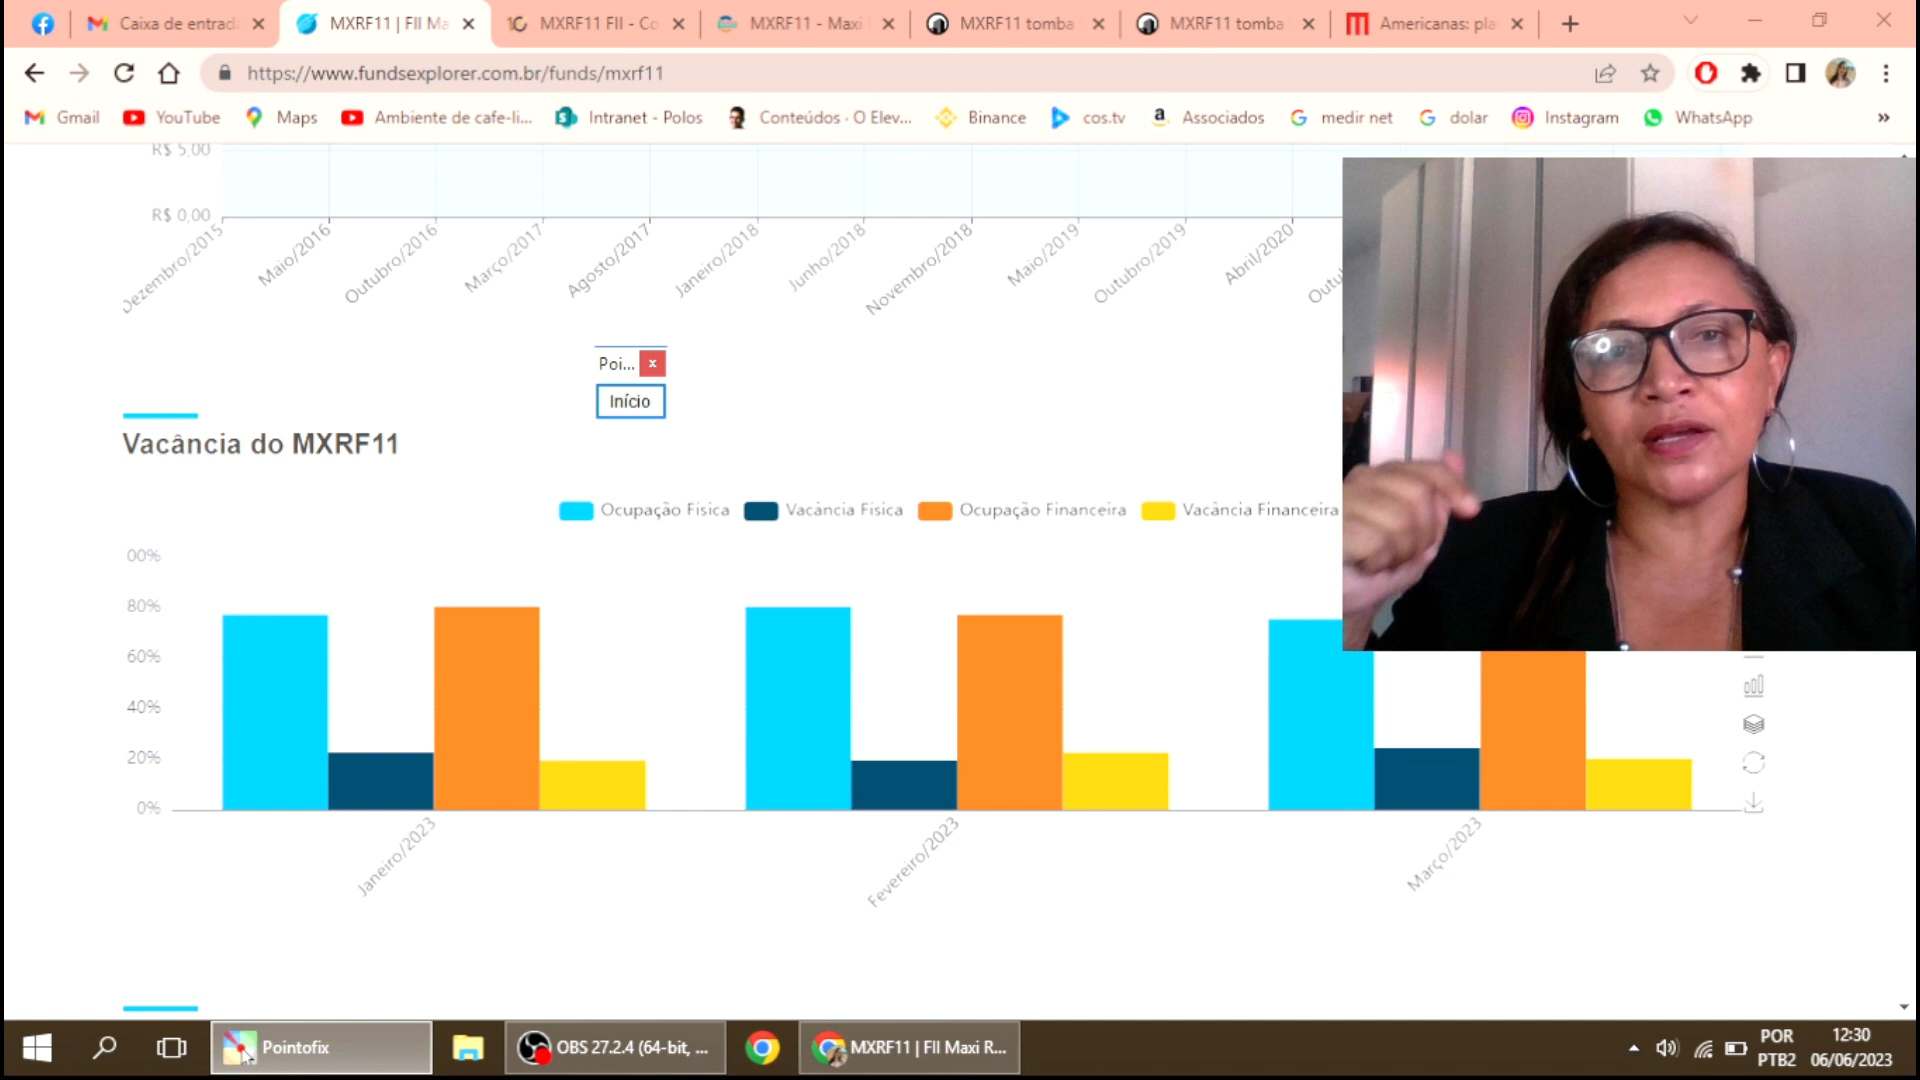 Caixa de entrad
MXRF11 | FII Ma
MXRF11 FII - Co
MXRF11 - Maxi
MXRF11 tomba
MXRF11 tomba
Americanas: pla
https://www.fundsexplorer.com.br/funds/mxrf11
Gmail
YouTube
Maps
Ambiente de cafe-li...
Intranet - Polos
Conteúdos · O Elev...
Binance
cos.tv
Associados
medir net
dolar
Instagram
WhatsApp
»
R$ 5,00
R$ 0,00
Dezembro/2015
Maio/2016
Outubro/2016
Março/2017
Agosto/2017
Janeiro/2018
Junho/2018
Novembro/2018
Maio/2019
Outubro/2019
Abril/2020
Outu
Poi... x
Início
Vacância do MXRF11
Ocupação Física
Vacância Física
Ocupação Financeira
Vacância Financeira
00%
80%
60%
40%
20%
0%
Janeiro/2023
Fevereiro/2023
Março/2023
Pointofix
OBS 27.2.4 (64-bit, ...
MXRF11 | FII Maxi R...
POR
PTB2
12:30
06/06/2023